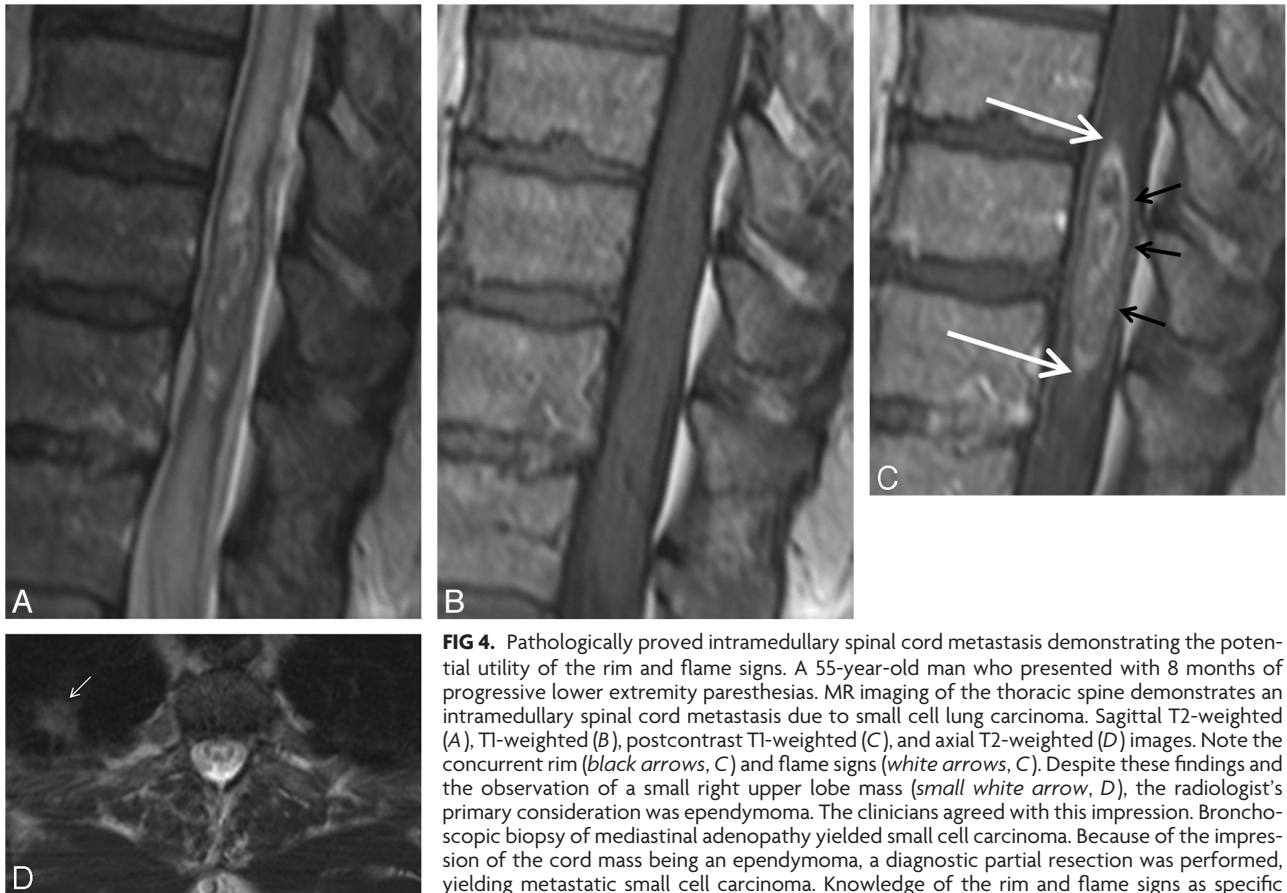 A
B
C
D
FIG 4. Pathologically proved intramedullary spinal cord metastasis demonstrating the poten-
tial utility of the rim and flame signs. A 55-year-old man who presented with 8 months of
progressive lower extremity paresthesias. MR imaging of the thoracic spine demonstrates an
intramedullary spinal cord metastasis due to small cell lung carcinoma. Sagittal T2-weighted
(A), T1-weighted (B), postcontrast T1-weighted (C), and axial T2-weighted (D) images. Note the
concurrent rim (black arrows, C) and flame signs (white arrows, C). Despite these findings and
the observation of a small right upper lobe mass (small white arrow, D), the radiologist's
primary consideration was ependymoma. The clinicians agreed with this impression. Broncho-
scopic biopsy of mediastinal adenopathy yielded small cell carcinoma. Because of the impres-
sion of the cord mass being an ependymoma, a diagnostic partial resection was performed,
yielding metastatic small cell carcinoma. Knowledge of the rim and flame signs as specific